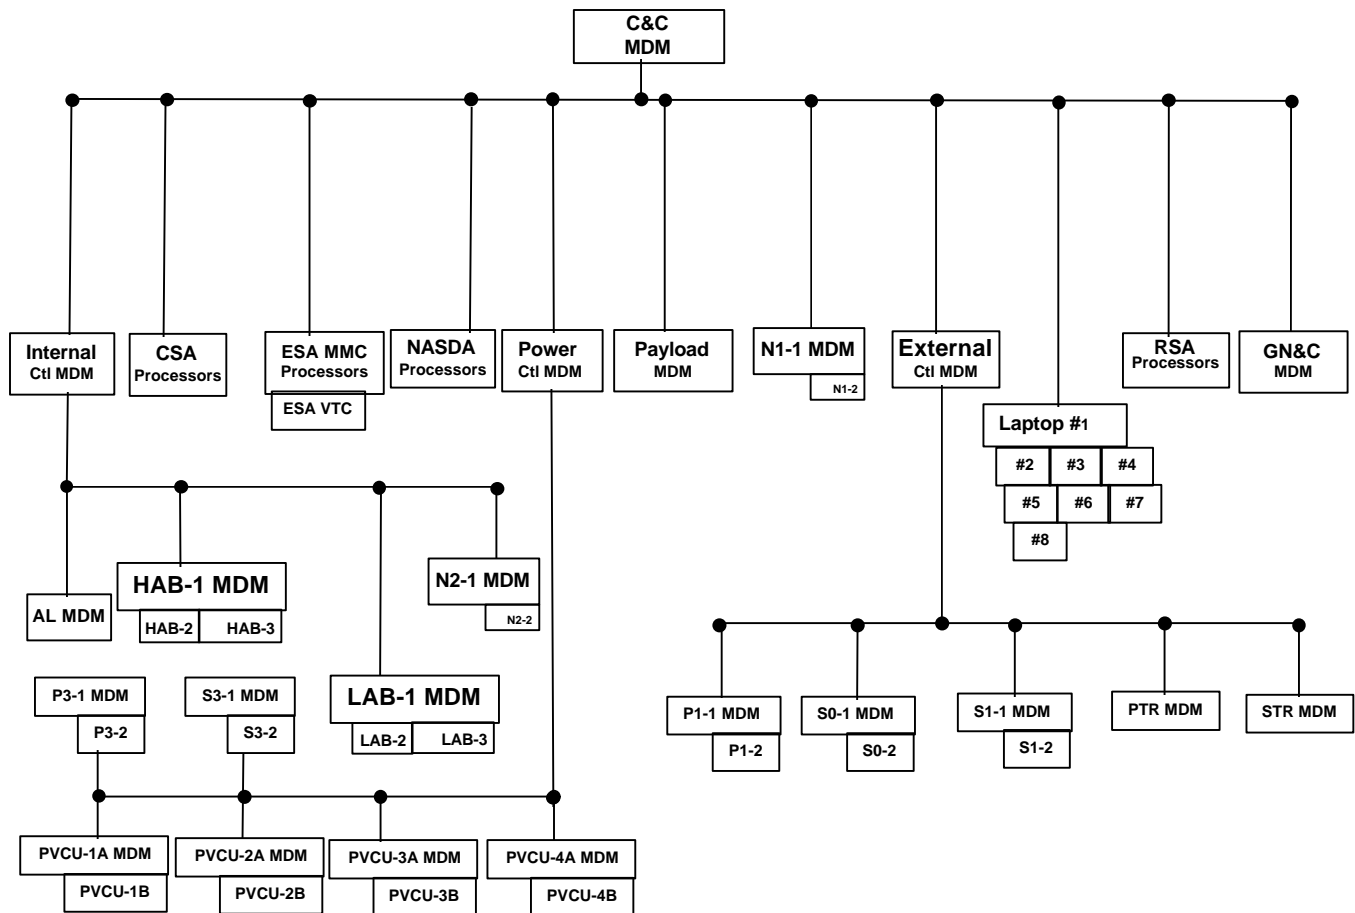 C&C
MDM
Internal
Ctl MDM
CSA
Processors
ESA MMC
Processors
ESA VTC
NASDA
Processors
Power
Ctl MDM
Payload
MDM
N1-1 MDM
N1-2
External
Ctl MDM
Laptop #1
#2 #3 #4
#5 #6 #7
#8
RSA
Processors
GN&C
MDM
AL MDM
HAB-1 MDM
HAB-2 HAB-3
LAB-1 MDM
LAB-2 LAB-3
N2-1 MDM
N2-2
P3-1 MDM
P3-2
S3-1 MDM
S3-2
P1-1 MDM
P1-2
S0-1 MDM
S0-2
S1-1 MDM
S1-2
PTR MDM
STR MDM
PVCU-1A MDM
PVCU-1B
PVCU-2A MDM
PVCU-2B
PVCU-3A MDM
PVCU-3B
PVCU-4A MDM
PVCU-4B